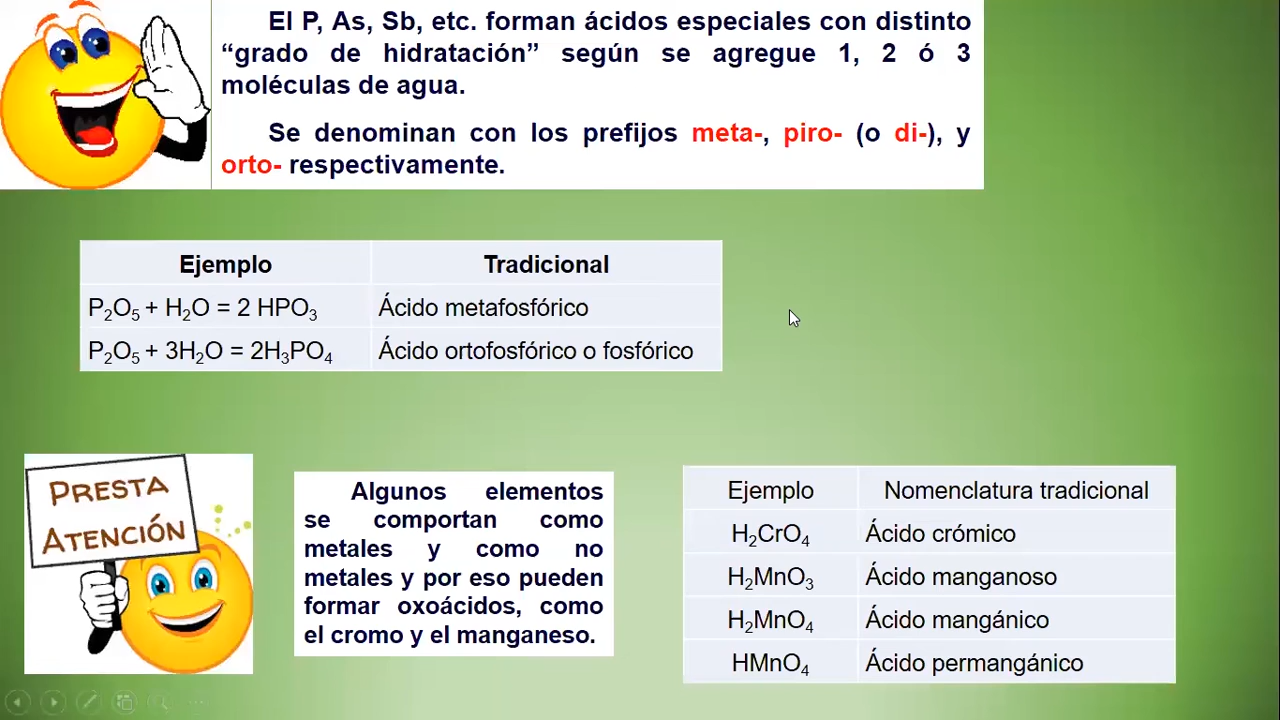 El P, As, Sb, etc. forman ácidos especiales con distinto
“grado de hidratación” según se agregue 1, 2 ó 3
moléculas de agua.
Se denominan con los prefijos meta-, piro- (o di-), y
orto- respectivamente.
Ejemplo Tradicional
P₂O₅ + H₂O = 2 HPO₃ Ácido metafosfórico
P₂O₅ + 3H₂O = 2H₃PO₄ Ácido ortofosfórico o fosfórico
PRESTA
ATENCIÓN
Algunos elementos
se comportan como
metales y como no
metales y por eso pueden
formar oxoácidos, como
el cromo y el manganeso.
Ejemplo Nomenclatura tradicional
H₂CrO₄ Ácido crómico
H₂MnO₃ Ácido manganoso
H₂MnO₄ Ácido mangánico
HMnO₄ Ácido permangánico